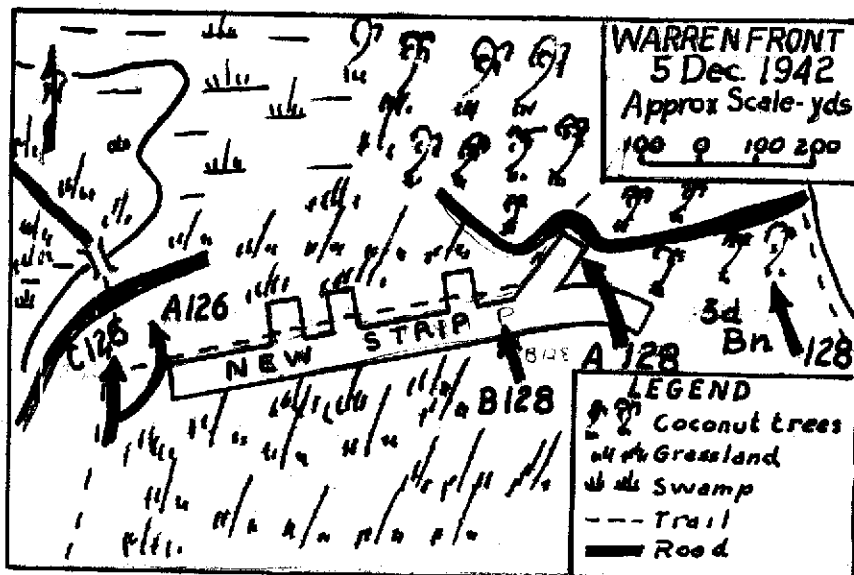 WARREN FRONT
5 Dec. 1942
Approx Scale-yds
100 0 100 200
A126
C126
NEW STRIP
B128
A 128
3d
Bn 128
LEGEND
Coconut trees
Grassland
Swamp
Trail
Road